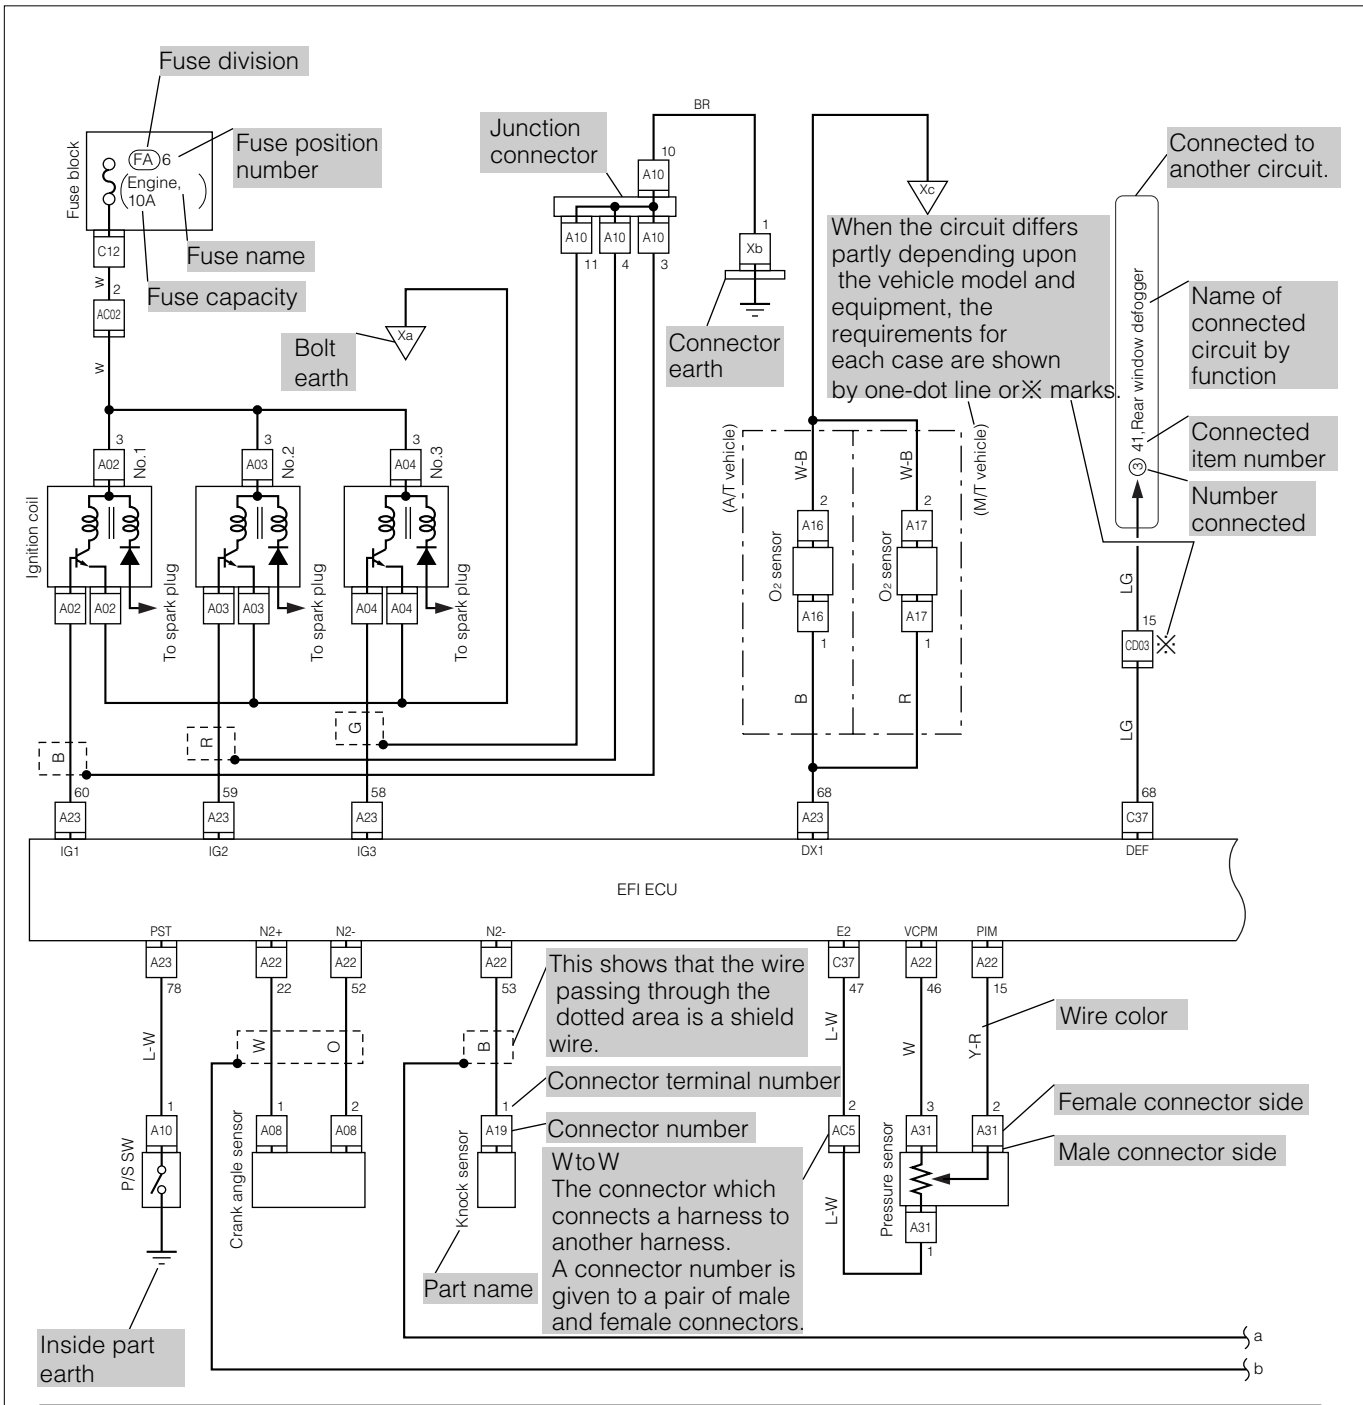 Fuse division
Fuse position
number
Fuse block
FA 6
Engine,
10A
Fuse name
Fuse capacity
C12
W
2
AC02
W
Junction
connector
BR
10
A10
A10
A10
A10
11
4
3
1
Xb
Connector
earth
Xa
Bolt
earth
Xc
When the circuit differs
partly depending upon
the vehicle model and
equipment, the
requirements for
each case are shown
by one-dot line or※ marks.
Connected to
another circuit.
Name of
connected
circuit by
function
Connected
item number
Number
connected
3 41,Rear window defogger
LG
15
CD03
※
LG
68
C37
DEF
Ignition coil
3
A02
No.1
3
A03
No.2
3
A04
No.3
A02
A02
To spark plug
A03
A03
To spark plug
A04
A04
To spark plug
B
R
G
60
A23
IG1
59
A23
IG2
58
A23
IG3
(A/T vehicle)
(M/T vehicle)
W-B
W-B
2
A16
O2 sensor
A16
1
2
A17
O2 sensor
A17
1
B
R
68
A23
DX1
EFI ECU
PST
N2+
N2-
N2-
E2
VCPM
PIM
A23
A22
A22
A22
C37
A22
A22
78
22
52
53
47
46
15
This shows that the wire
passing through the
dotted area is a shield
wire.
Wire color
L-W
W
O
B
L-W
W
Y-R
Connector terminal number
1
1
2
1
2
3
2
A10
A08
A08
A19
AC5
A31
A31
Connector number
Female connector side
Male connector side
P/S SW
Crank angle sensor
Knock sensor
Pressure sensor
W to W
The connector which
connects a harness to
another harness.
A connector number is
given to a pair of male
and female connectors.
L-W
A31
1
Part name
Inside part
earth
a
b